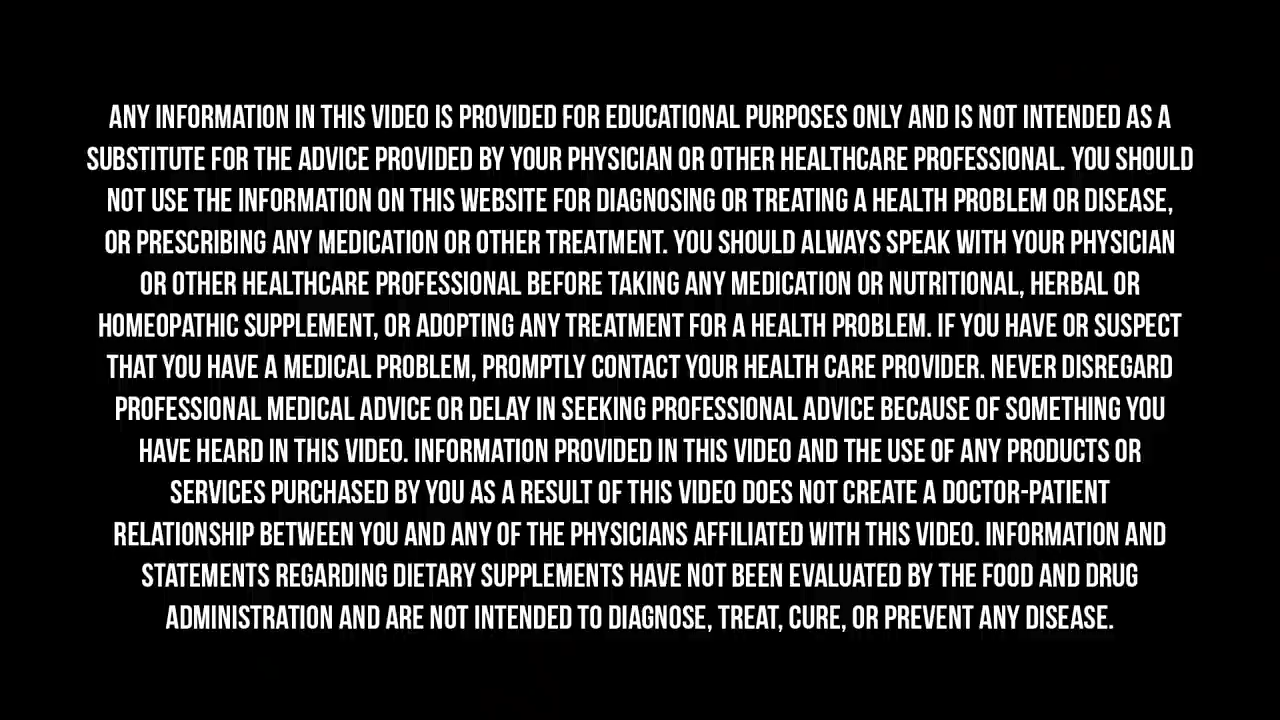 ANY INFORMATION IN THIS VIDEO IS PROVIDED FOR EDUCATIONAL PURPOSES ONLY AND IS NOT INTENDED AS A
SUBSTITUTE FOR THE ADVICE PROVIDED BY YOUR PHYSICIAN OR OTHER HEALTHCARE PROFESSIONAL. YOU SHOULD
NOT USE THE INFORMATION ON THIS WEBSITE FOR DIAGNOSING OR TREATING A HEALTH PROBLEM OR DISEASE,
OR PRESCRIBING ANY MEDICATION OR OTHER TREATMENT. YOU SHOULD ALWAYS SPEAK WITH YOUR PHYSICIAN
OR OTHER HEALTHCARE PROFESSIONAL BEFORE TAKING ANY MEDICATION OR NUTRITIONAL, HERBAL OR
HOMEOPATHIC SUPPLEMENT, OR ADOPTING ANY TREATMENT FOR A HEALTH PROBLEM. IF YOU HAVE OR SUSPECT
THAT YOU HAVE A MEDICAL PROBLEM, PROMPTLY CONTACT YOUR HEALTH CARE PROVIDER. NEVER DISREGARD
PROFESSIONAL MEDICAL ADVICE OR DELAY IN SEEKING PROFESSIONAL ADVICE BECAUSE OF SOMETHING YOU
HAVE HEARD IN THIS VIDEO. INFORMATION PROVIDED IN THIS VIDEO AND THE USE OF ANY PRODUCTS OR
SERVICES PURCHASED BY YOU AS A RESULT OF THIS VIDEO DOES NOT CREATE A DOCTOR-PATIENT
RELATIONSHIP BETWEEN YOU AND ANY OF THE PHYSICIANS AFFILIATED WITH THIS VIDEO. INFORMATION AND
STATEMENTS REGARDING DIETARY SUPPLEMENTS HAVE NOT BEEN EVALUATED BY THE FOOD AND DRUG
ADMINISTRATION AND ARE NOT INTENDED TO DIAGNOSE, TREAT, CURE, OR PREVENT ANY DISEASE.